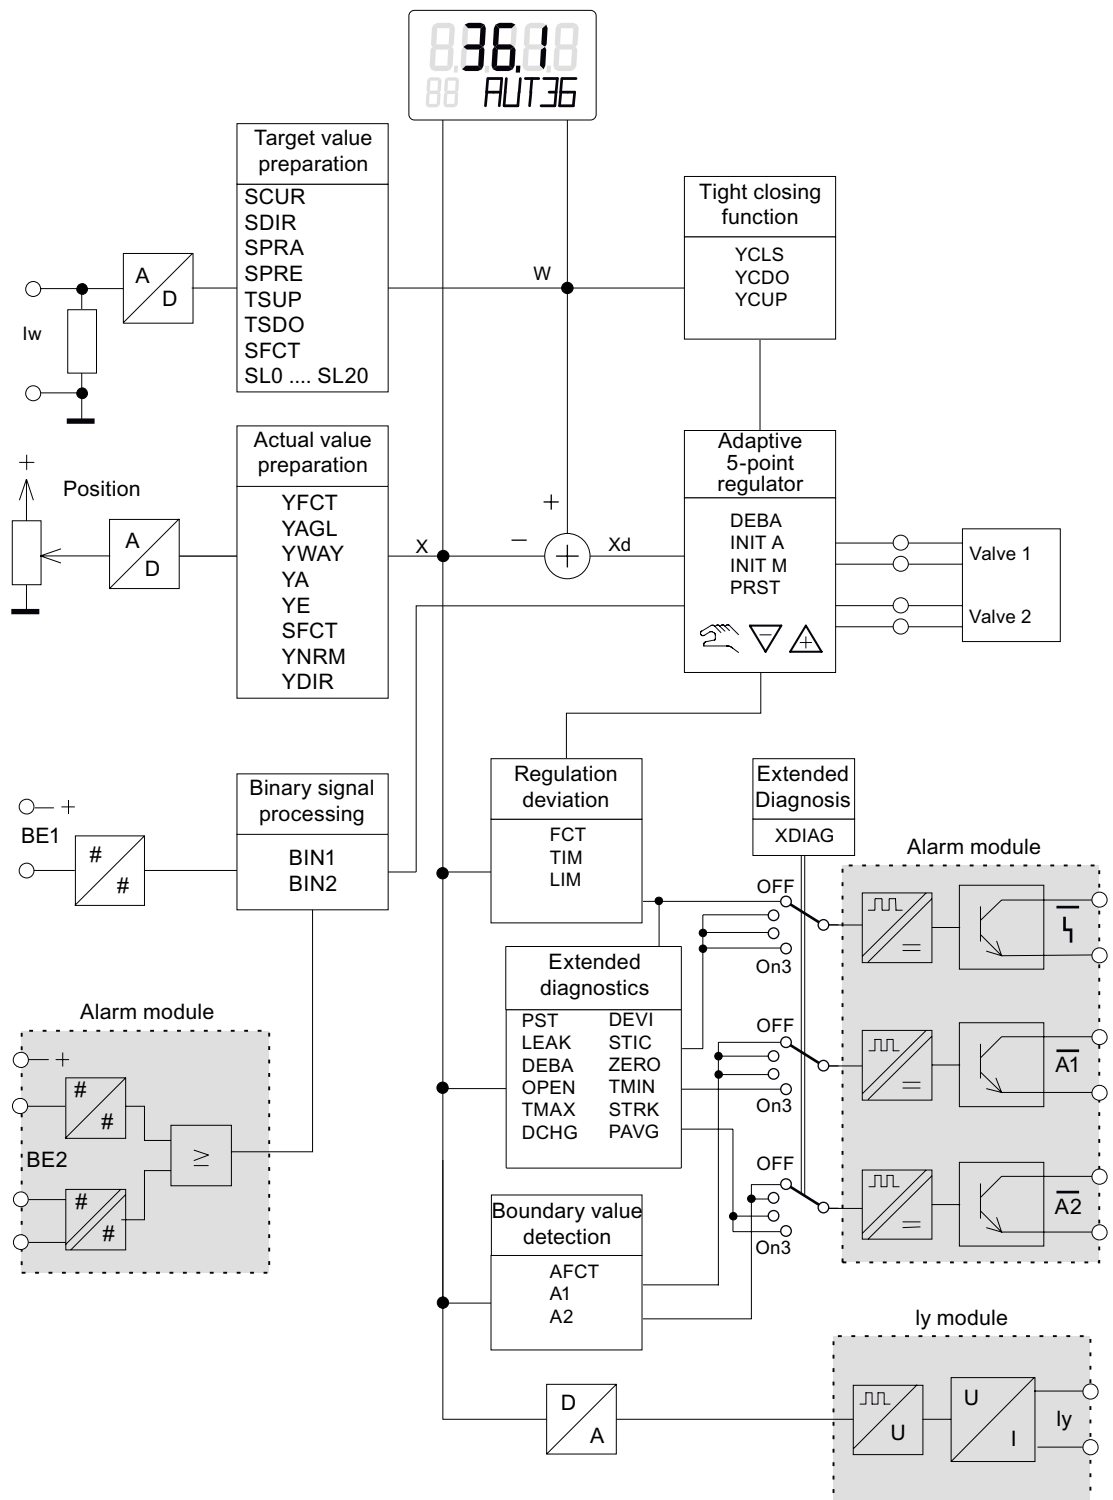 36.1
AUT36
Target value
preparation
SCUR
SDIR
SPRA
SPRE
TSUP
TSDO
SFCT
SL0 .... SL20
Tight closing
function
YCLS
YCDO
YCUP
A
D
Iw
W
Actual value
preparation
YFCT
YAGL
YWAY
YA
YE
SFCT
YNRM
YDIR
+
Position
A
D
X
+
–
+
Xd
Adaptive
5-point
regulator
DEBA
INIT A
INIT M
PRST
–
+
Valve 1
Valve 2
Binary signal
processing
BIN1
BIN2
+
BE1
#
#
Regulation
deviation
FCT
TIM
LIM
Extended
Diagnosis
XDIAG
Alarm module
OFF
On3
=
Extended
diagnostics
PST DEVI
LEAK STIC
DEBA ZERO
OPEN TMIN
TMAX STRK
DCHG PAVG
OFF
On3
=
A1
Alarm module
+
#
#
BE2
#
#
≥
OFF
On3
=
A2
Boundary value
detection
AFCT
A1
A2
Iy module
D
A
U
U
I
Iy